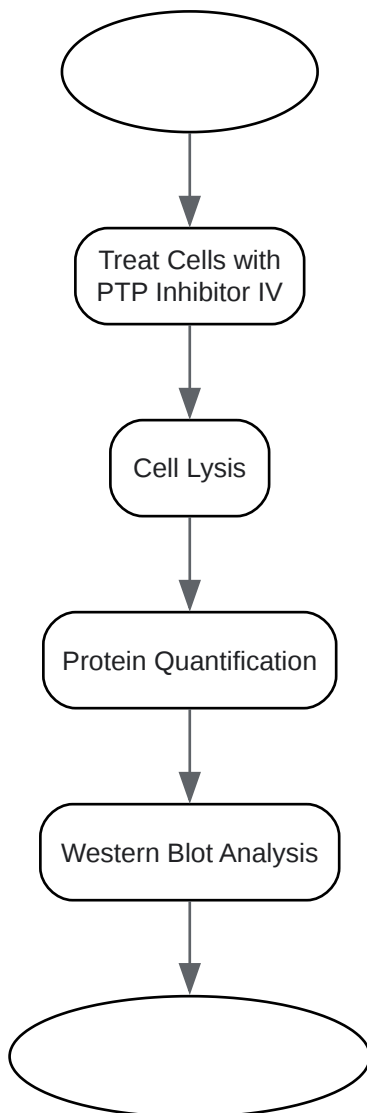 Treat Cells with
PTP Inhibitor IV
Cell Lysis
Protein Quantification
Western Blot Analysis